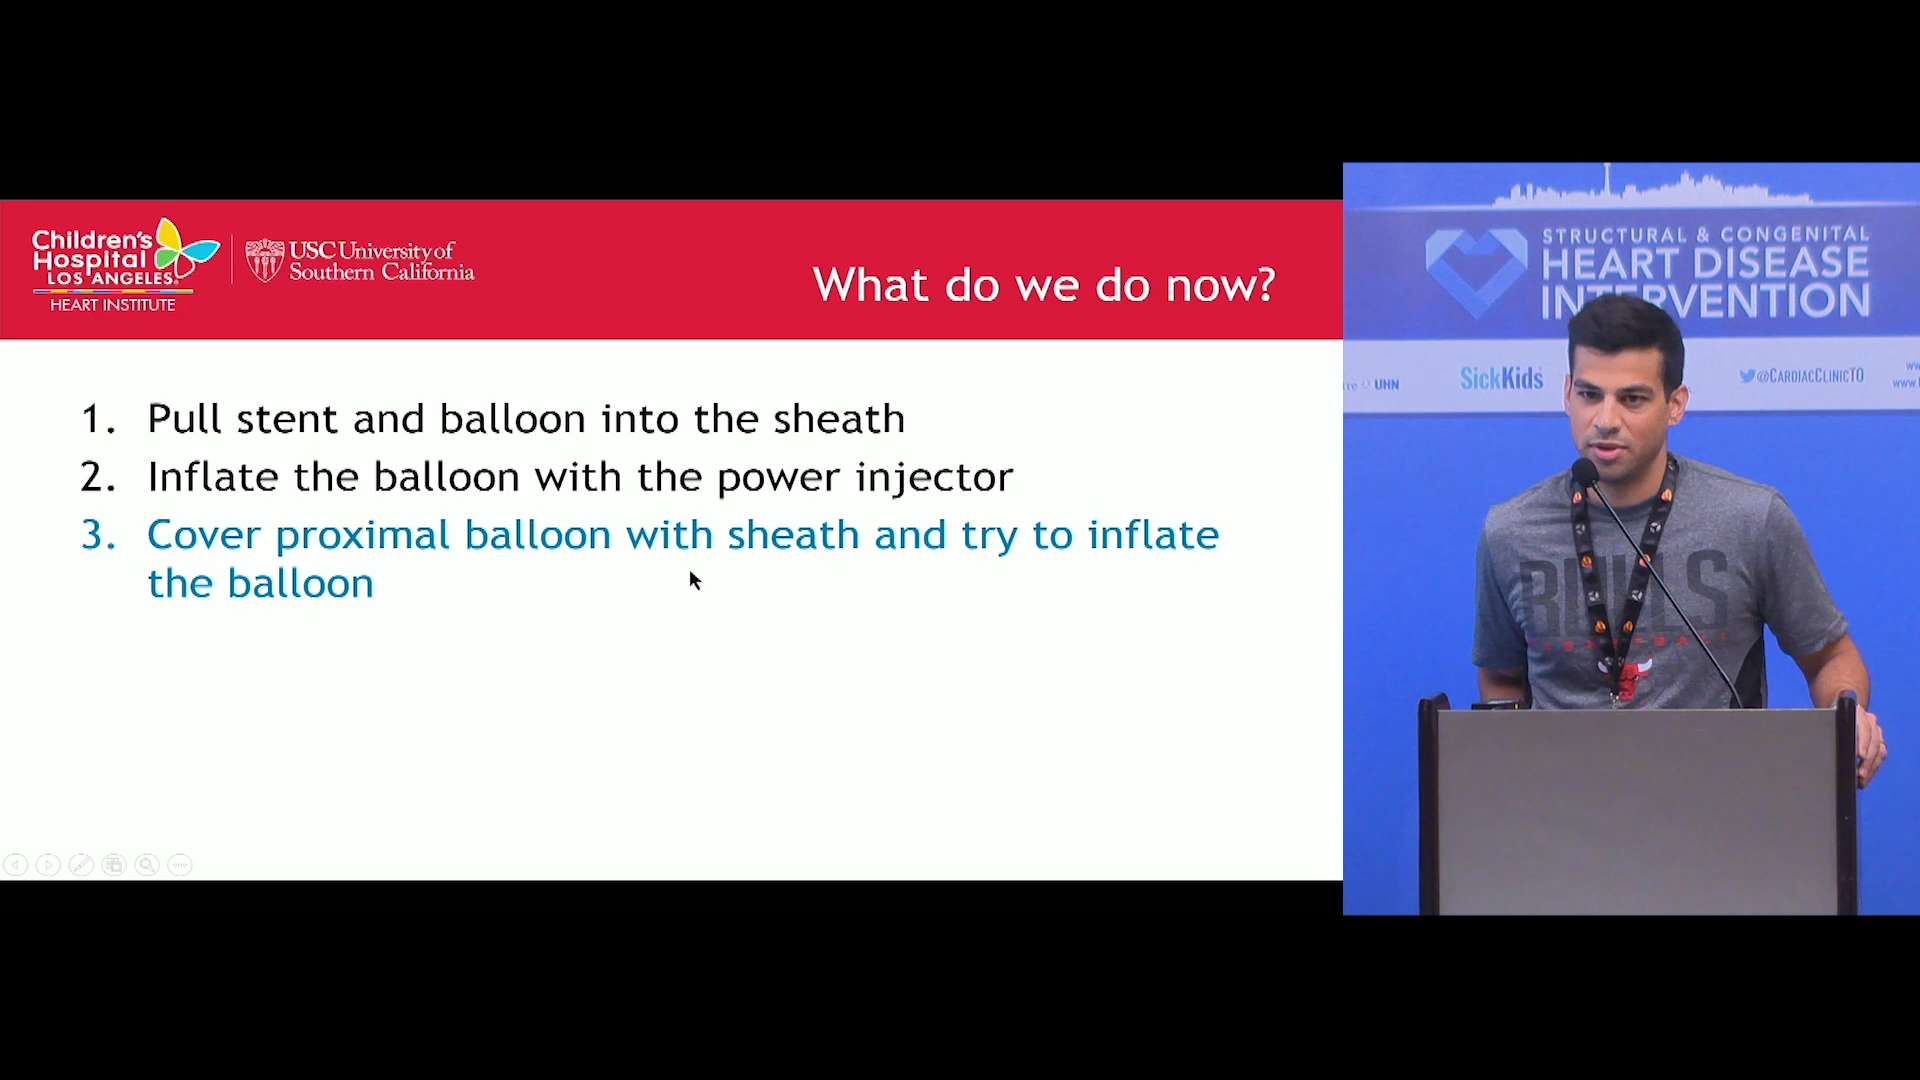 Children's
Hospital
LOS ANGELES
HEART INSTITUTE
USC University of
Southern California
What do we do now?
1. Pull stent and balloon into the sheath
2. Inflate the balloon with the power injector
3. Cover proximal balloon with sheath and try to inflate
the balloon
STRUCTURAL & CONGENITAL
HEART DISEASE
INTERVENTION
UHN
SickKids
@CARDIACCLINICTO
BULLS
BASKETBALL